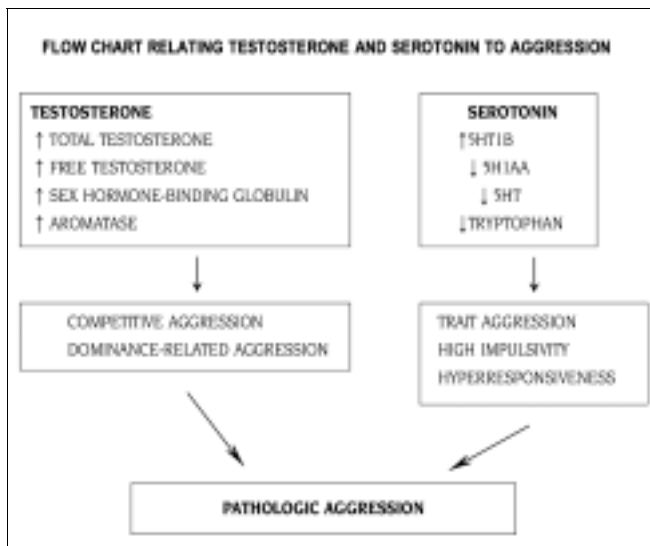 FLOW CHART RELATING TESTOSTERONE AND SEROTONIN TO AGGRESSION
TESTOSTERONE
↑ TOTAL TESTOSTERONE
↑ FREE TESTOSTERONE
↑ SEX HORMONE-BINDING GLOBULIN
↑ AROMATASE
SEROTONIN
↑5HT1B
↓ 5H1AA
↓ 5HT
↓TRYPTOPHAN
COMPETITIVE AGGRESSION
DOMINANCE-RELATED AGGRESSION
TRAIT AGGRESSION
HIGH IMPULSIVITY
HYPERRESPONSIVENESS
PATHOLOGIC AGGRESSION